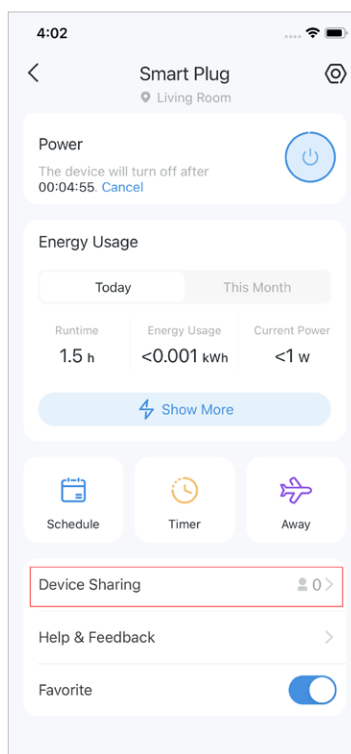 4:02
Smart Plug
Living Room
Power
The device will turn off after
00:04:55. Cancel
Energy Usage
Today This Month
Runtime Energy Usage Current Power
1.5 h <0.001 kWh <1 w
Show More
Schedule Timer Away
Device Sharing 0
Help & Feedback
Favorite